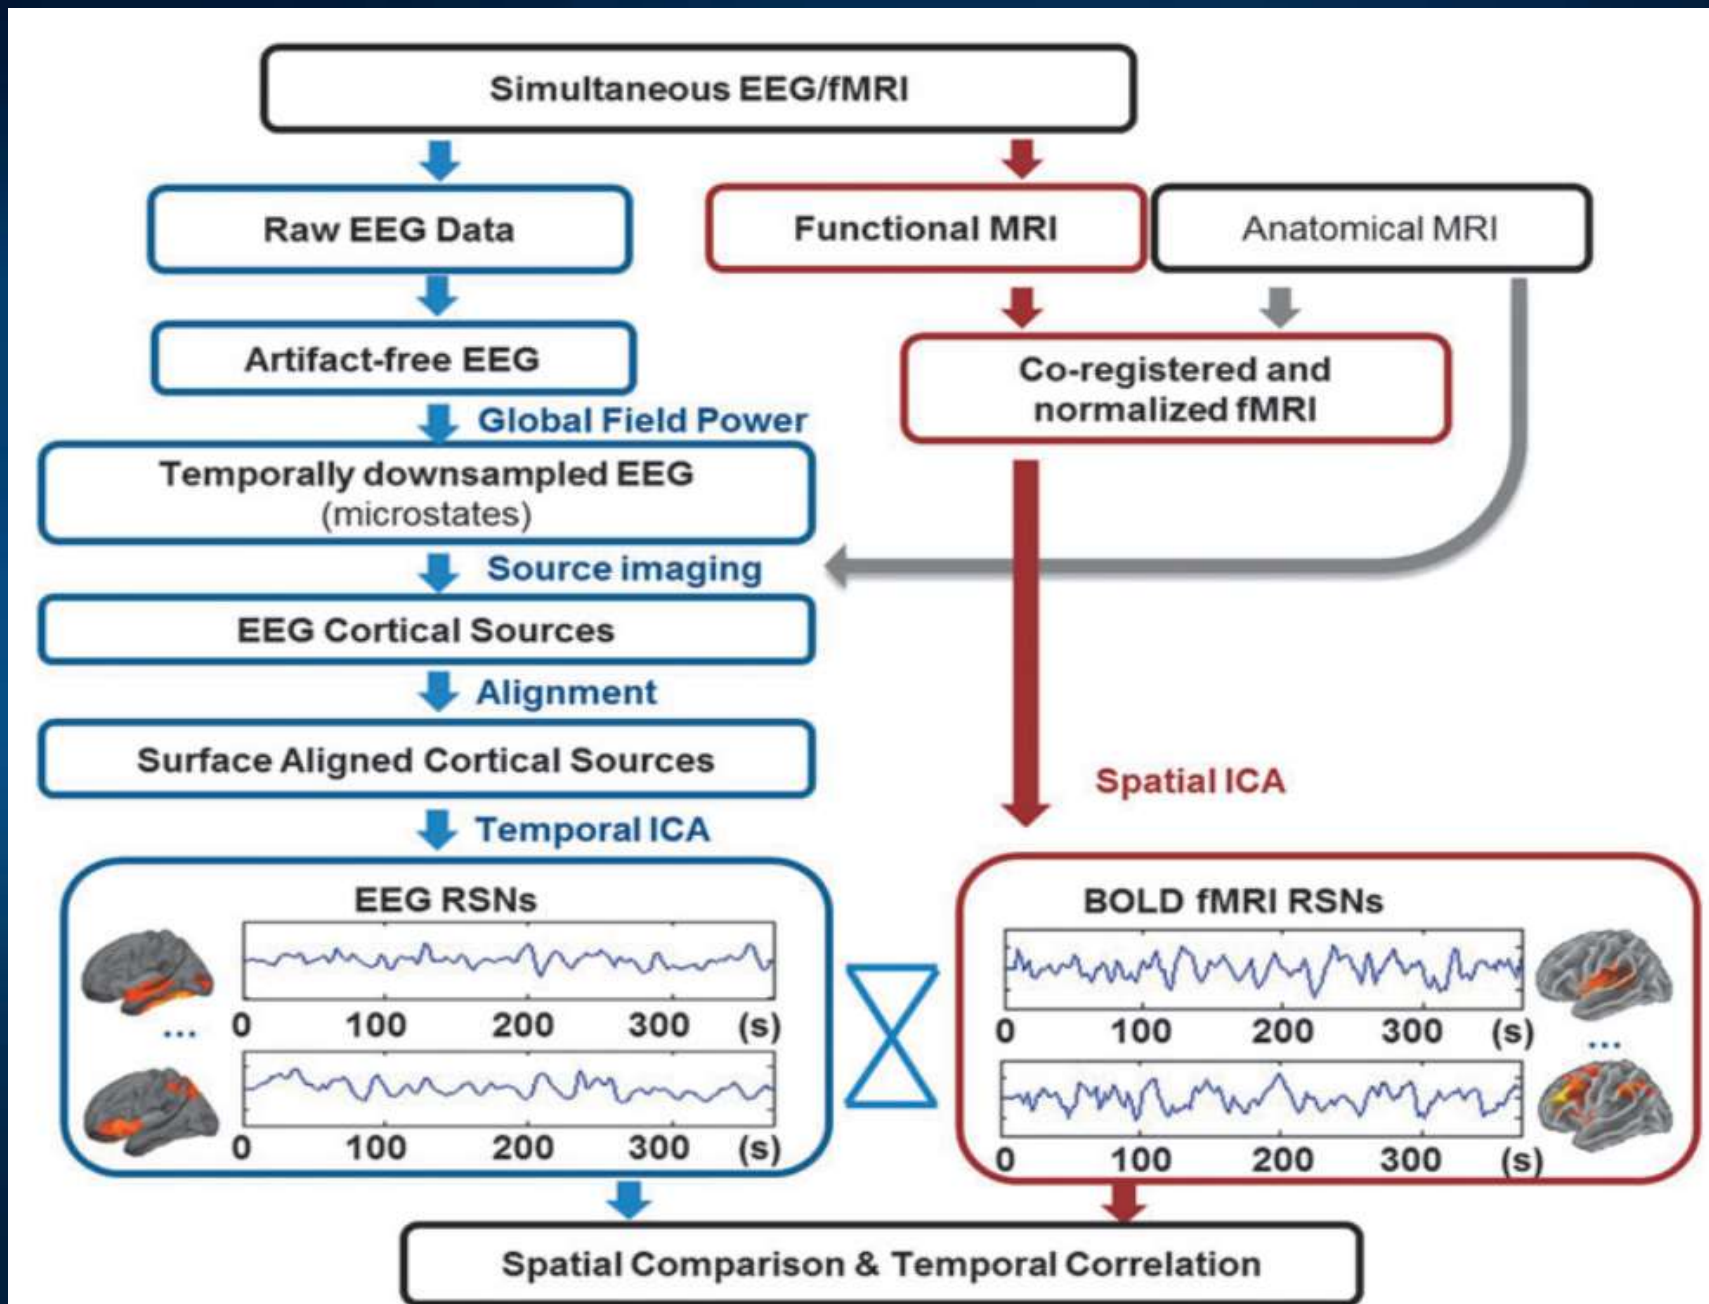 Simultaneous EEG/fMRI
Raw EEG Data
Functional MRI
Anatomical MRI
Artifact-free EEG
Co-registered and
normalized fMRI
Global Field Power
Temporally downsampled EEG
(microstates)
Source imaging
EEG Cortical Sources
Alignment
Surface Aligned Cortical Sources
Spatial ICA
Temporal ICA
EEG RSNs
0 100 200 300 (s)
...
0 100 200 300 (s)
BOLD fMRI RSNs
0 100 200 300 (s)
...
0 100 200 300 (s)
Spatial Comparison & Temporal Correlation